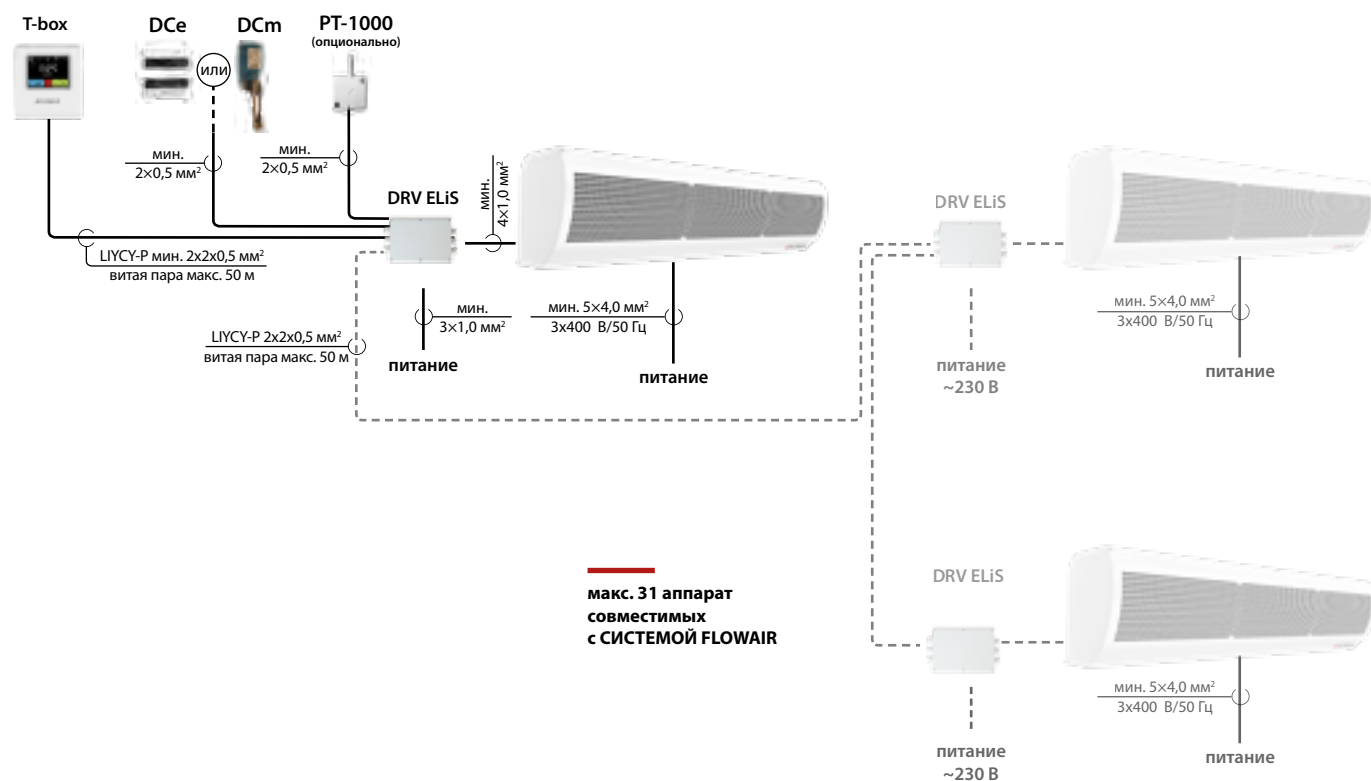 T-box
DCe
DCm
PT-1000
(опционально)
или
мин.
2×0,5 мм²
мин.
2×0,5 мм²
DRV ELiS
мин.
4×1,0 мм²
DRV ELiS
LIYCY-P мин. 2x2x0,5 мм²
витая пара макс. 50 м
LIYCY-P 2x2x0,5 мм²
витая пара макс. 50 м
мин.
3×1,0 мм²
питание
мин. 5×4,0 мм²
3x400 В/50 Гц
питание
питание
~230 В
мин. 5×4,0 мм²
3x400 В/50 Гц
питание
макс. 31 аппарат
совместимых
с СИСТЕМОЙ FLOWAIR
DRV ELiS
мин. 5×4,0 мм²
3x400 В/50 Гц
питание
питание
~230 В